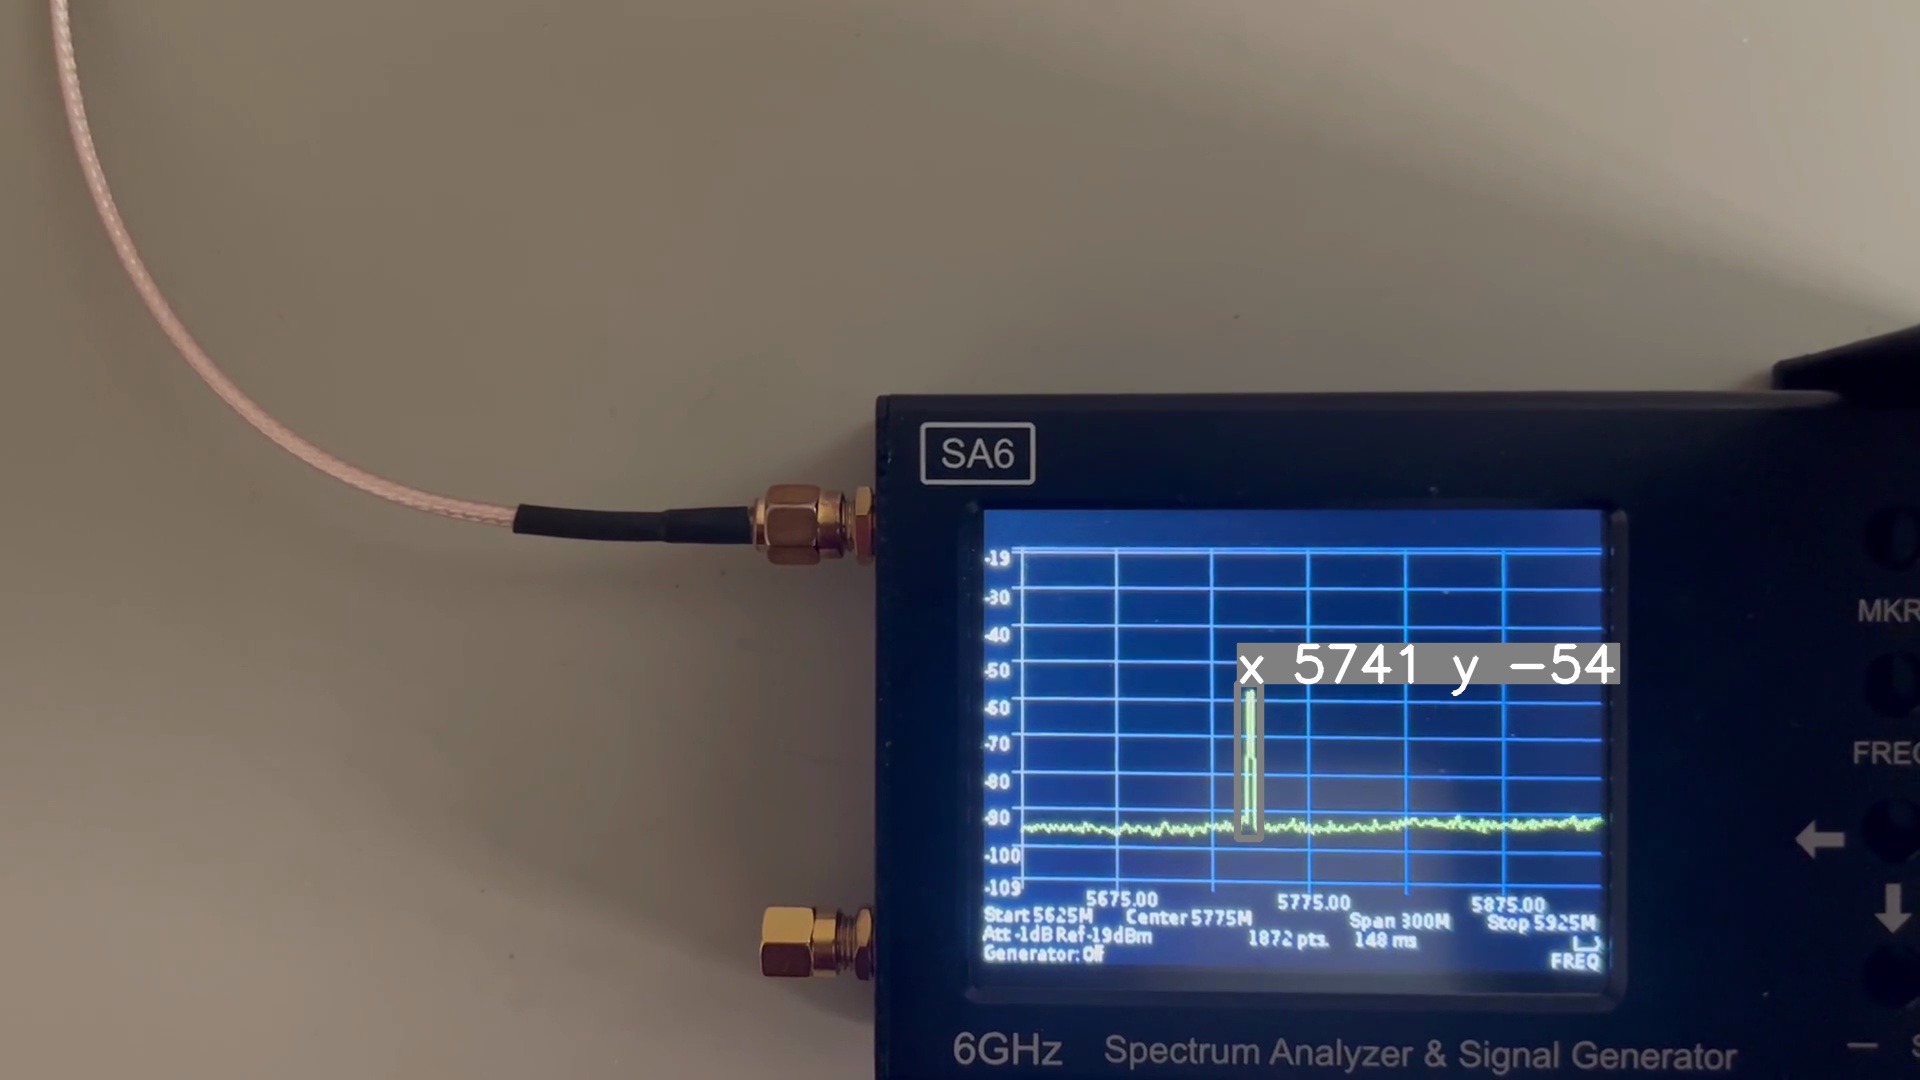 SA6
-19
-30
-40
-50
-60
-70
-80
-90
-100
-109
x 5741 y -54
5675.00 5775.00 5875.00
Start 5625M Center 5775M Span 300M Stop 5925M
Att -1dB Ref -19dBm 1872 pts. 148 ms
Generator: Off FREQ
6GHz Spectrum Analyzer & Signal Generator
MKR